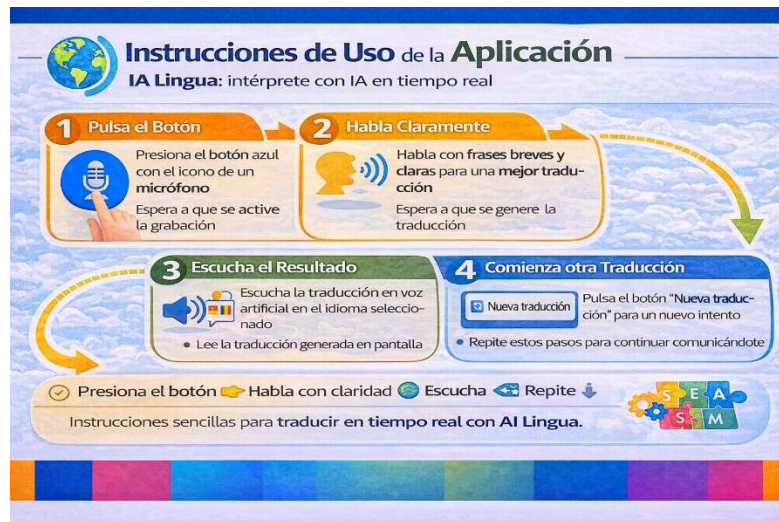 Instrucciones de Uso de la Aplicación
IA Lingua: intérprete con IA en tiempo real
1 Pulsa el Botón
Presiona el botón azul
con el icono de un
micrófono
Espera a que se active
la grabación
2 Habla Claramente
Habla con frases breves y
claras para una mejor tradu-
cción
Espera a que se genere la
traducción
3 Escucha el Resultado
Escucha la traducción en voz
artificial en el idioma seleccio-
nado
• Lee la traducción generada en pantalla
4 Comienza otra Traducción
Nueva traducción
Pulsa el botón "Nueva traduc-
ción" para un nuevo intento
• Repite estos pasos para continuar comunicándote
Presiona el botón Habla con claridad Escucha Repite
Instrucciones sencillas para traducir en tiempo real con AI Lingua.
S E A
S M